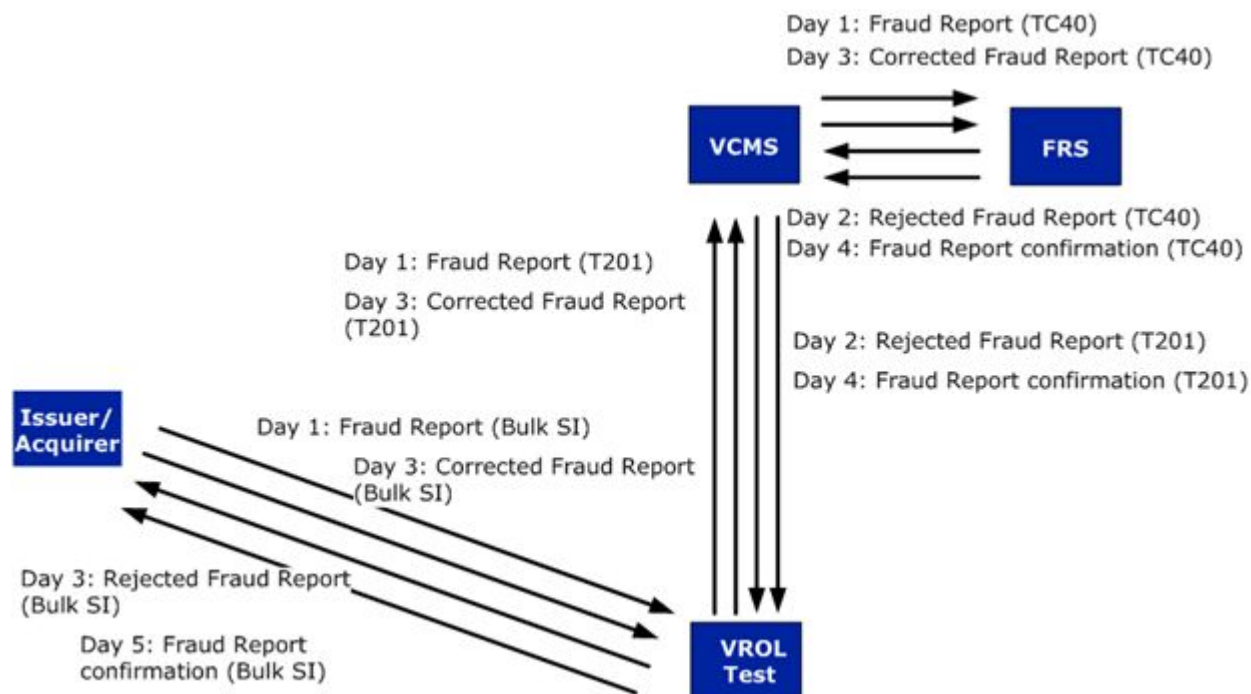 Day 1: Fraud Report (TC40)
Day 3: Corrected Fraud Report (TC40)
VCMS
FRS
Day 2: Rejected Fraud Report (TC40)
Day 4: Fraud Report confirmation (TC40)
Day 1: Fraud Report (T201)
Day 3: Corrected Fraud Report
(T201)
Day 2: Rejected Fraud Report (T201)
Day 4: Fraud Report confirmation (T201)
Issuer/
Acquirer
Day 1: Fraud Report (Bulk SI)
Day 3: Corrected Fraud Report
(Bulk SI)
Day 3: Rejected Fraud Report
(Bulk SI)
Day 5: Fraud Report
confirmation (Bulk SI)
VROL
Test